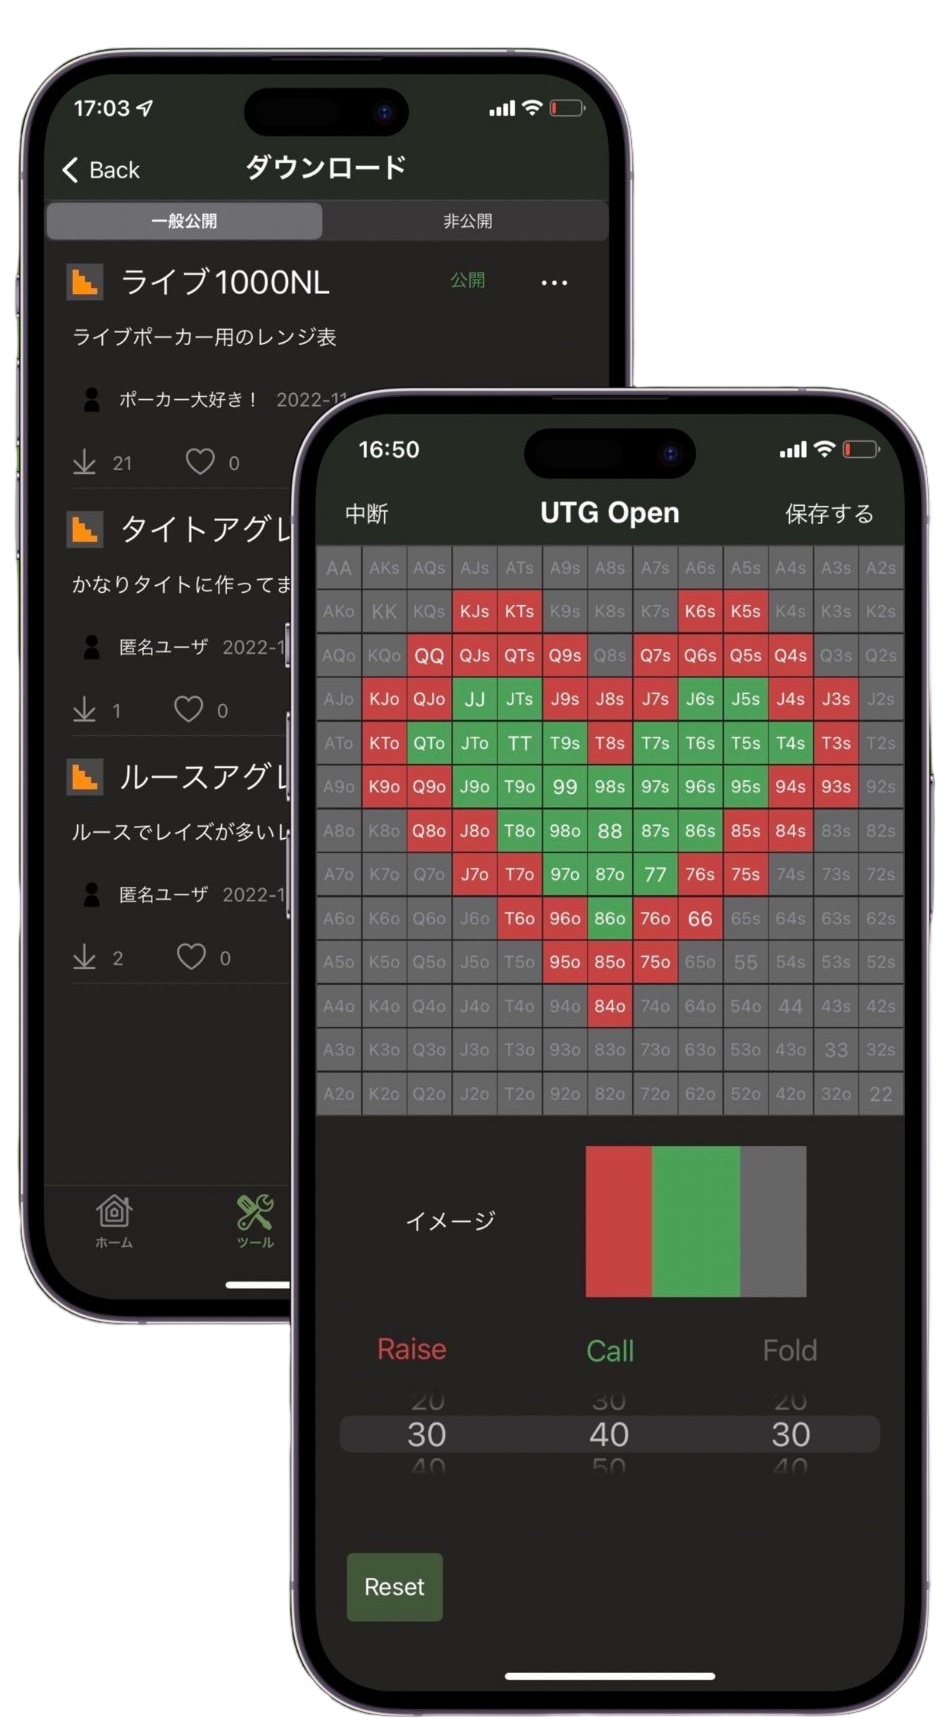 17:03
Back
ダウンロード
一般公開
非公開
ライブ1000NL
公開
ライブポーカー用のレンジ表
ポーカー大好き！ 2022-11
21
0
タイトアグレ
かなりタイトに作ってま
匿名ユーザ 2022-1
1
0
ルースアグレ
ルースでレイズが多いレ
匿名ユーザ 2022-1
2
0
ホーム
ツール
16:50
中断
UTG Open
保存する
AA AKs AQs AJs ATs A9s A8s A7s A6s A5s A4s A3s A2s
AKo KK KQs KJs KTs K9s K8s K7s K6s K5s K4s K3s K2s
AQo KQo QQ QJs QTs Q9s Q8s Q7s Q6s Q5s Q4s Q3s Q2s
AJo KJo QJo JJ JTs J9s J8s J7s J6s J5s J4s J3s J2s
ATo KTo QTo JTo TT T9s T8s T7s T6s T5s T4s T3s T2s
A9o K9o Q9o J9o T9o 99 98s 97s 96s 95s 94s 93s 92s
A8o K8o Q8o J8o T8o 98o 88 87s 86s 85s 84s 83s 82s
A7o K7o Q7o J7o T7o 97o 87o 77 76s 75s 74s 73s 72s
A6o K6o Q6o J6o T6o 96o 86o 76o 66 65s 64s 63s 62s
A5o K5o Q5o J5o T5o 95o 85o 75o 65o 55 54s 53s 52s
A4o K4o Q4o J4o T4o 94o 84o 74o 64o 54o 44 43s 42s
A3o K3o Q3o J3o T3o 93o 83o 73o 63o 53o 43o 33 32s
A2o K2o Q2o J2o T2o 92o 82o 72o 62o 52o 42o 32o 22
イメージ
Raise Call Fold
20 30 20
30 40 30
40 50 40
Reset